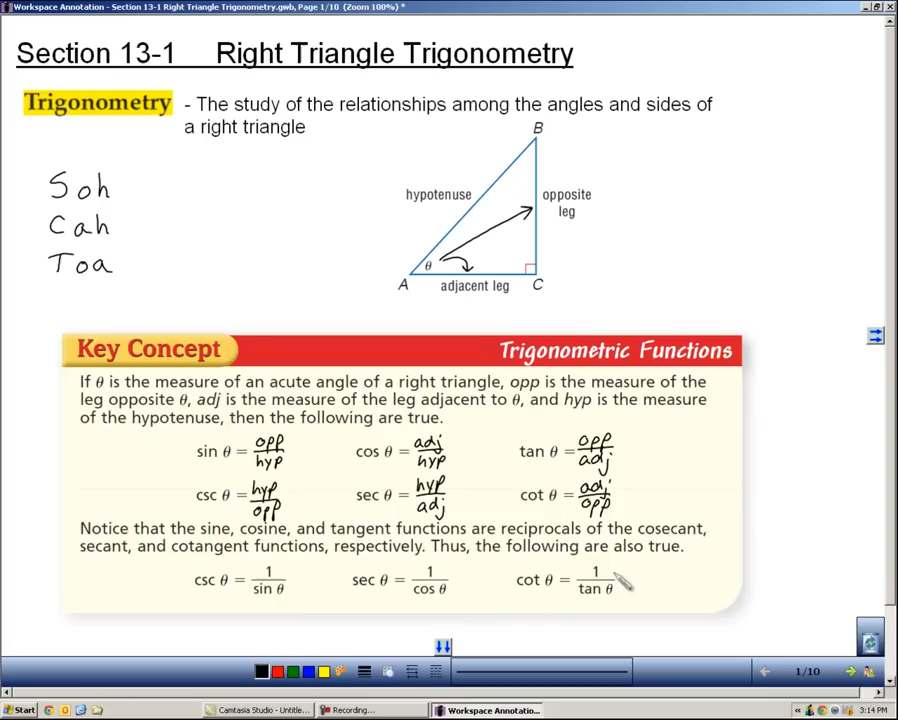 Workspace Annotation - Section 13-1 Right Triangle Trigonometry.gwb, Page 1/10 (Zoom 100%) *
Section 13-1 Right Triangle Trigonometry
Trigonometry - The study of the relationships among the angles and sides of
a right triangle
B
Soh
hypotenuse
opposite
leg
Cah
Toa
θ
A
adjacent leg
C
Key Concept
Trigonometric Functions
If θ is the measure of an acute angle of a right triangle, opp is the measure of the
leg opposite θ, adj is the measure of the leg adjacent to θ, and hyp is the measure
of the hypotenuse, then the following are true.
sin θ = opp/hyp cos θ = adj/hyp tan θ = opp/adj
csc θ = hyp/opp sec θ = hyp/adj cot θ = adj/opp
Notice that the sine, cosine, and tangent functions are reciprocals of the cosecant,
secant, and cotangent functions, respectively. Thus, the following are also true.
csc θ = 1/sin θ sec θ = 1/cos θ cot θ = 1/tan θ
1/10
Start
Camtasia Studio - Untitle...
Recording...
Workspace Annotation...
3:14 PM